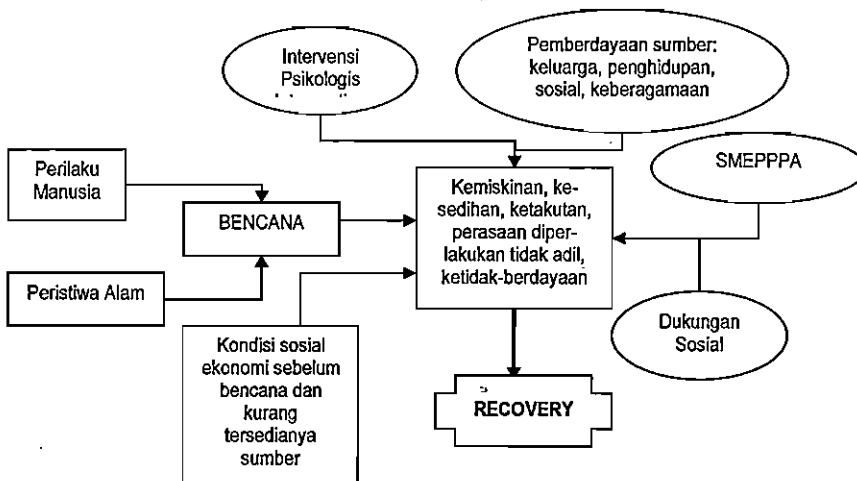 Intervensi
Psikologis
Pemberdayaan sumber:
keluarga, penghidupan,
sosial, keberagamaan
SMEPPPA
Perilaku
Manusia
BENCANA
Kemiskinan, ke-
sedihan, ketakutan,
perasaan diper-
lakukan tidak adil,
ketidak-berdayaan
Peristiwa Alam
Dukungan
Sosial
Kondisi sosial
ekonomi sebelum
bencana dan
kurang
tersedianya
sumber
RECOVERY